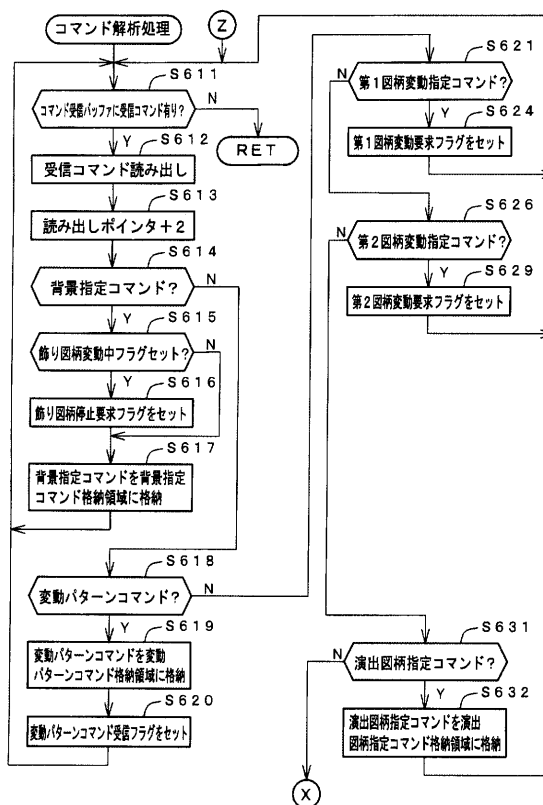 コマンド解析処理
Z
S611
コマンド受信バッファに受信コマンド有り?
N
Y
RET
S612
受信コマンド読み出し
S613
読み出しポインタ+2
S614
背景指定コマンド?
N
Y
S615
飾り図柄変動中フラグセット?
N
Y
S616
飾り図柄停止要求フラグをセット
S617
背景指定コマンドを背景指定
コマンド格納領域に格納
S618
変動パターンコマンド?
N
Y
S619
変動パターンコマンドを変動
パターンコマンド格納領域に格納
S620
変動パターンコマンド受信フラグをセット
S621
N
第1図柄変動指定コマンド?
Y
S624
第1図柄変動要求フラグをセット
S626
N
第2図柄変動指定コマンド?
Y
S629
第2図柄変動要求フラグをセット
S631
N
演出図柄指定コマンド?
Y
S632
演出図柄指定コマンドを演出
図柄指定コマンド格納領域に格納
X